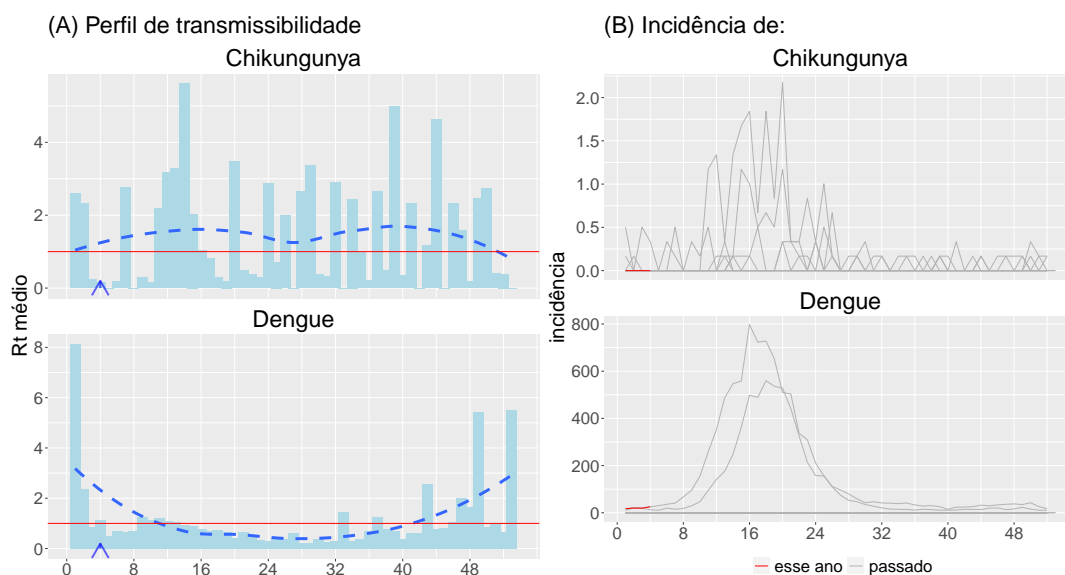 (A) Perfil de transmissibilidade
Chikungunya
4
2
0
Dengue
8
6
4
2
0
0 8 16 24 32 40 48
Rt médio
(B) Incidência de:
Chikungunya
2.0
1.5
1.0
0.5
0.0
Dengue
800
600
400
200
0
0 8 16 24 32 40 48
incidência
esse ano passado